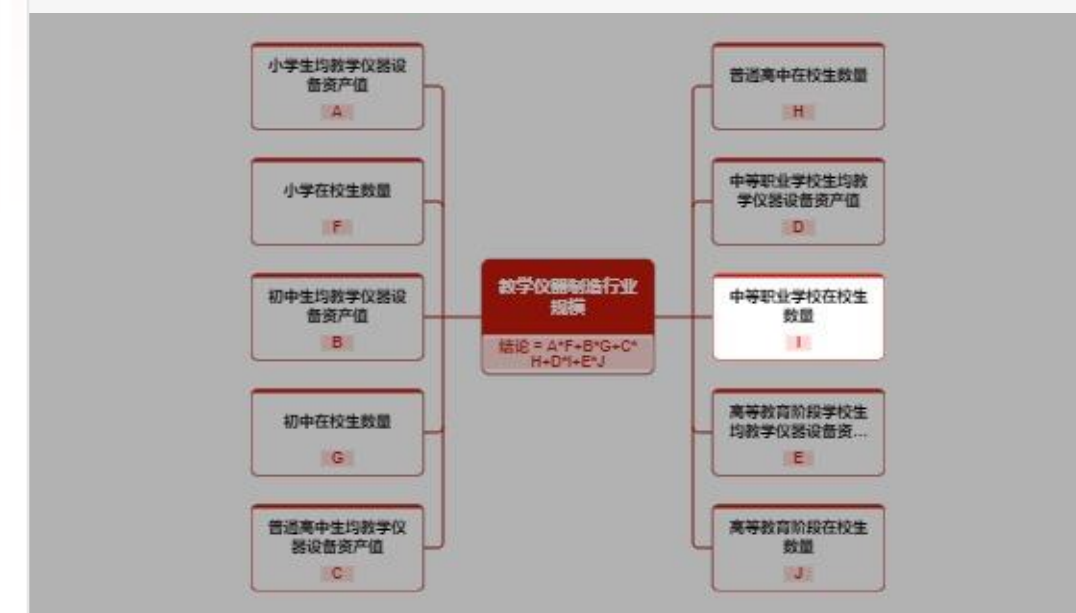 小学生均教学仪器设
备资产值
A
小学在校生数量
F
初中生均教学仪器设
备资产值
B
初中在校生数量
G
普通高中生均教学仪
器设备资产值
C
教学仪器制造行业
规模
结论 = A*F+B*G+C*
H+D*I+E*J
普通高中在校生数量
H
中等职业学校生均教
学仪器设备资产值
D
中等职业学校在校生
数量
I
高等教育阶段学校生
均教学仪器设备资...
E
高等教育阶段在校生
数量
J